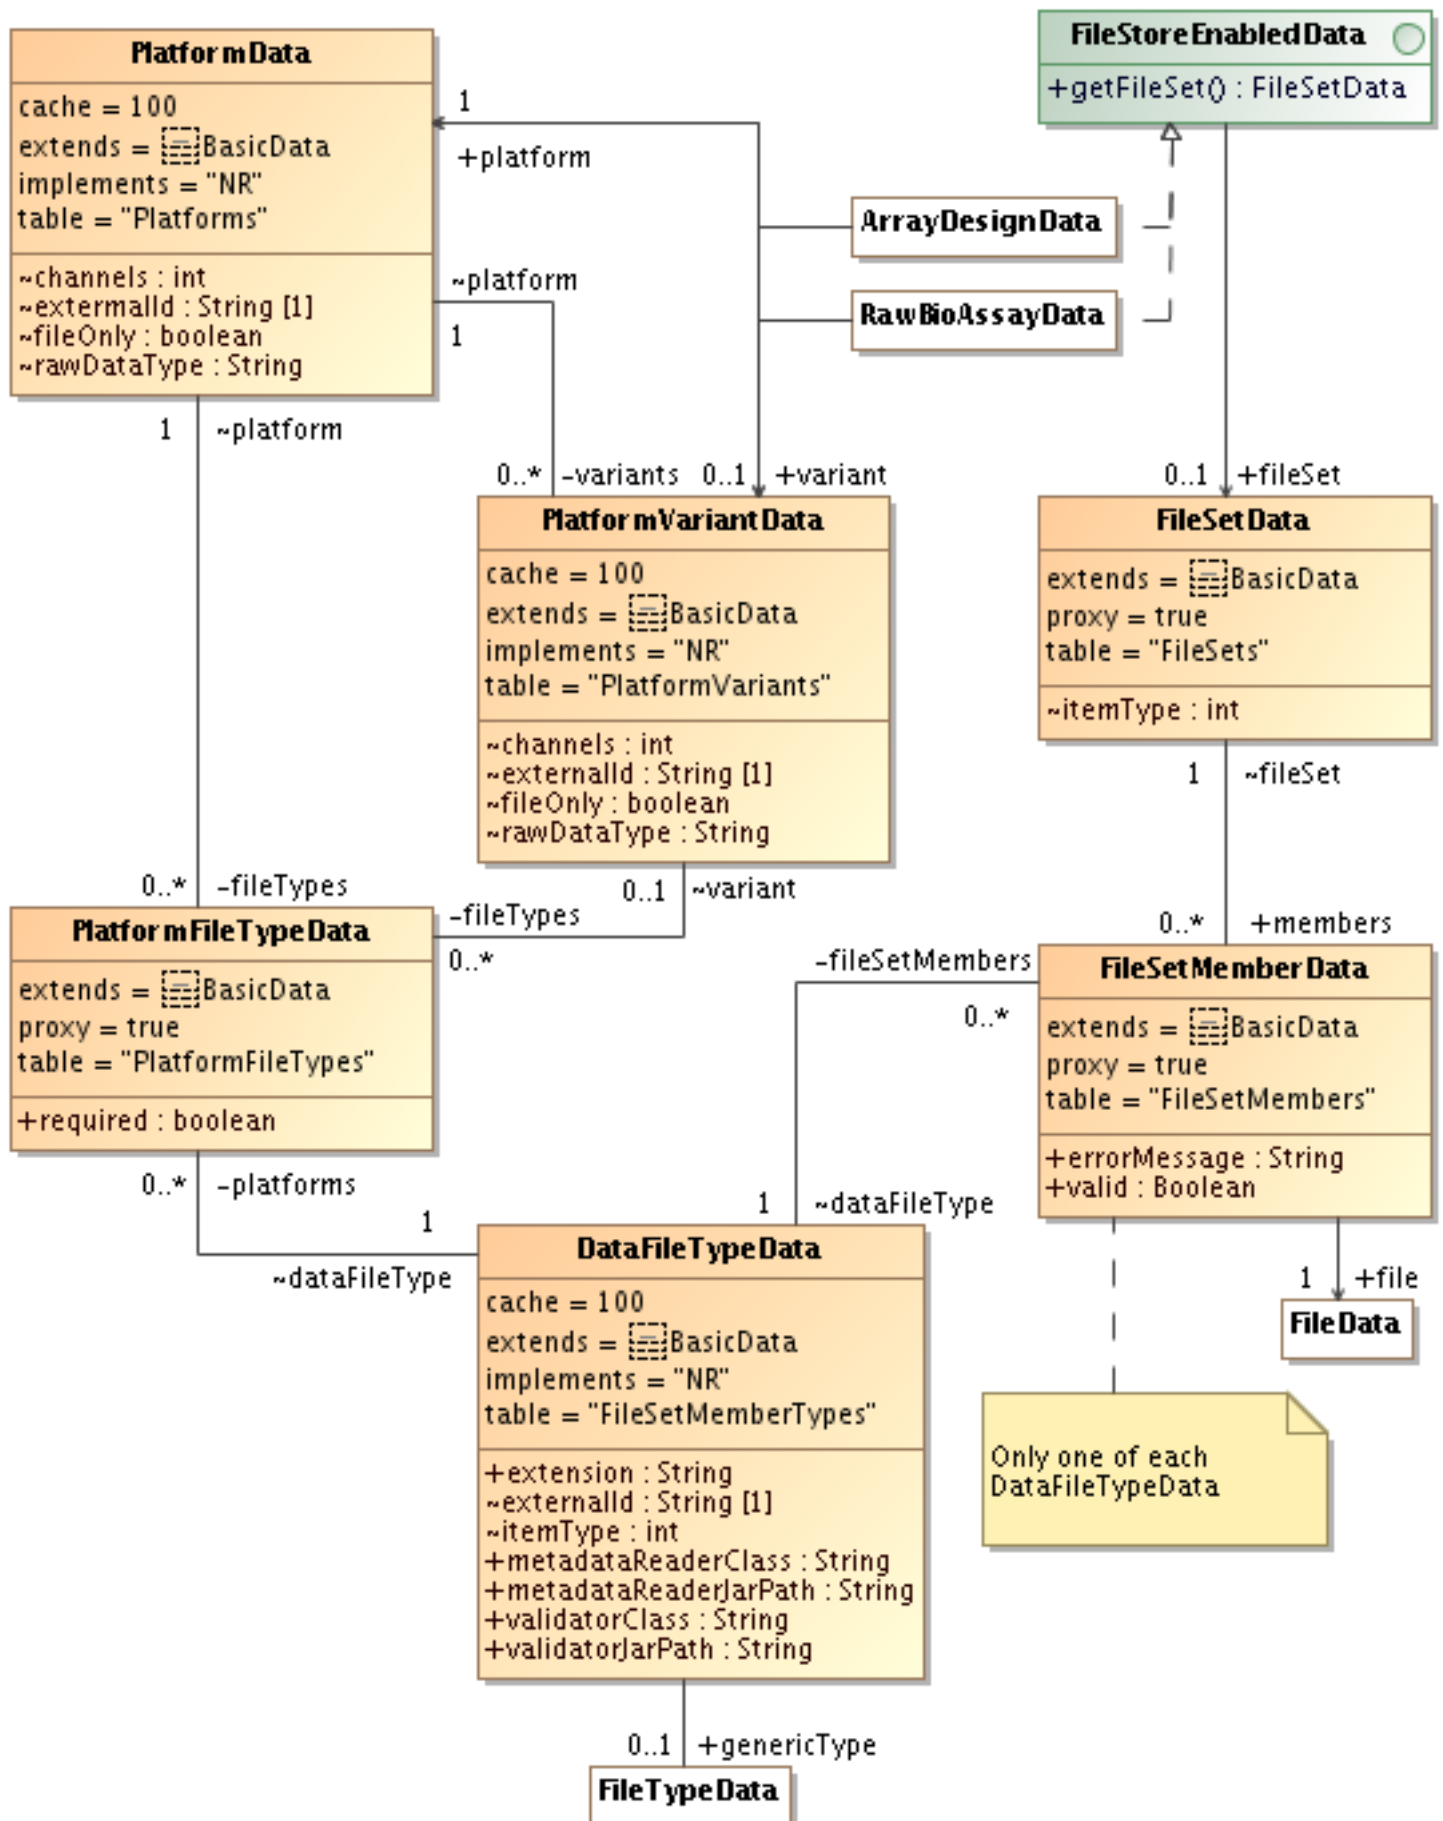 PlatformData
cache = 100
extends = BasicData
implements = "NR"
table = "Platforms"
~channels : int
~extermalId : String [1]
~fileOnly : boolean
~rawDataType : String
FileStoreEnabledData
+getFileSet() : FileSetData
1
+platform
~platform
1
ArrayDesignData
RawBioAssayData
1 ~platform
0..* -variants
0..1 +variant
0..1 +fileSet
PlatformVariantData
cache = 100
extends = BasicData
implements = "NR"
table = "PlatformVariants"
~channels : int
~externalId : String [1]
~fileOnly : boolean
~rawDataType : String
FileSetData
extends = BasicData
proxy = true
table = "FileSets"
~itemType : int
1 ~fileSet
0..* -fileTypes
0..1 ~variant
-fileTypes
0..*
0..* +members
PlatformFileTypeData
extends = BasicData
proxy = true
table = "PlatformFileTypes"
+required : boolean
-fileSetMembers
0..*
FileSetMemberData
extends = BasicData
proxy = true
table = "FileSetMembers"
+errorMessage : String
+valid : Boolean
0..* -platforms
1
~dataFileType
1 ~dataFileType
1 +file
FileData
DataFileTypeData
cache = 100
extends = BasicData
implements = "NR"
table = "FileSetMemberTypes"
+extension : String
~externalId : String [1]
~itemType : int
+metadataReaderClass : String
+metadataReaderJarPath : String
+validatorClass : String
+validatorJarPath : String
Only one of each
DataFileTypeData
0..1 +genericType
FileTypeData